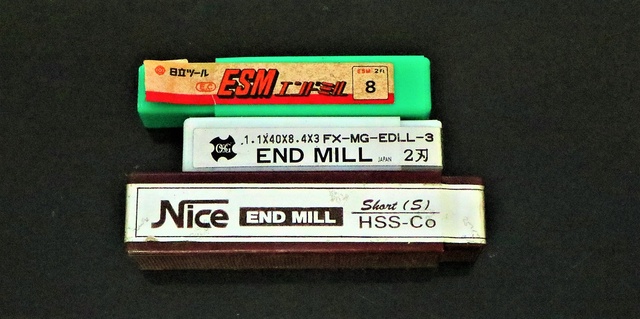 日立ツール
EC
ESM エンドミル
ESM 2Fl
8
OSG
.1.1X40X8.4X3 FX-MG-EDLL-3
END MILL JAPAN 2刃
Nice END MILL Short (S)
HSS-Co